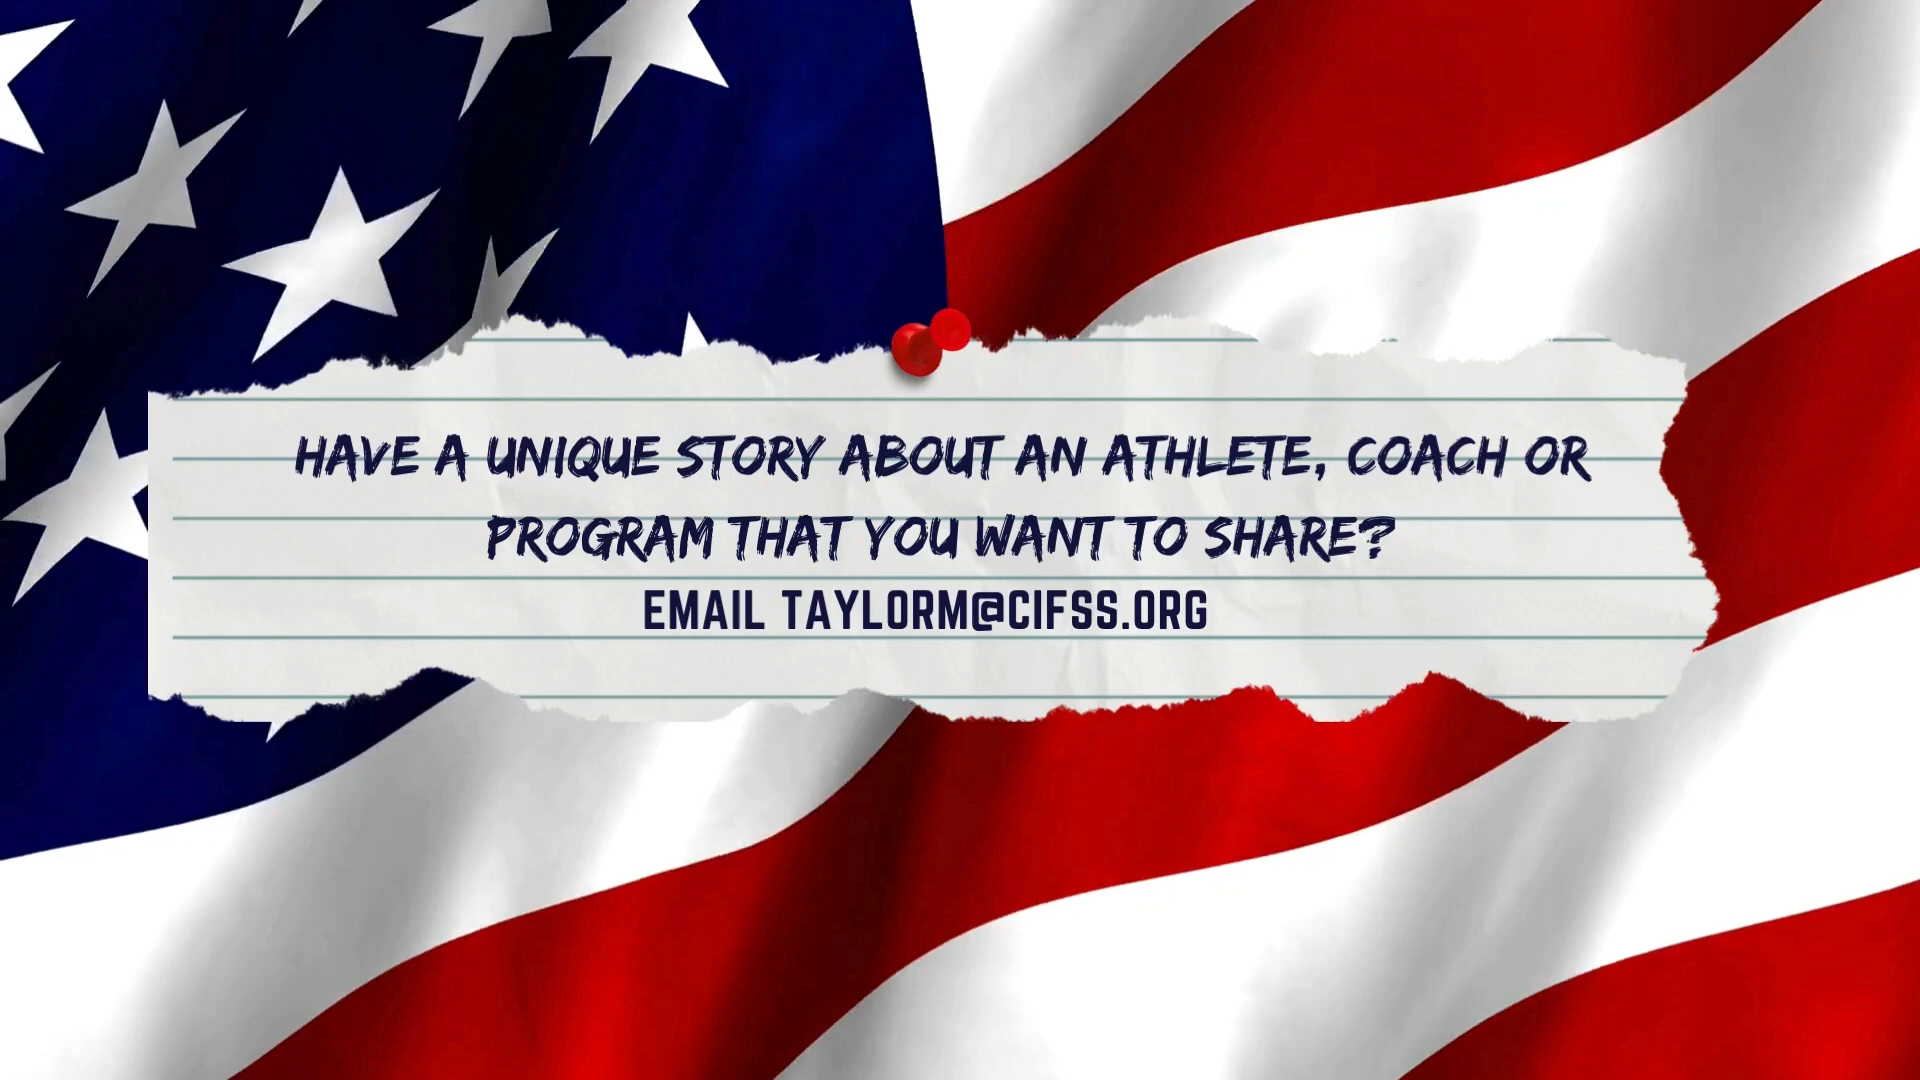 HAVE A UNIQUE STORY ABOUT AN ATHLETE, COACH OR
PROGRAM THAT YOU WANT TO SHARE?
EMAIL TAYLORM@CIFSS.ORG